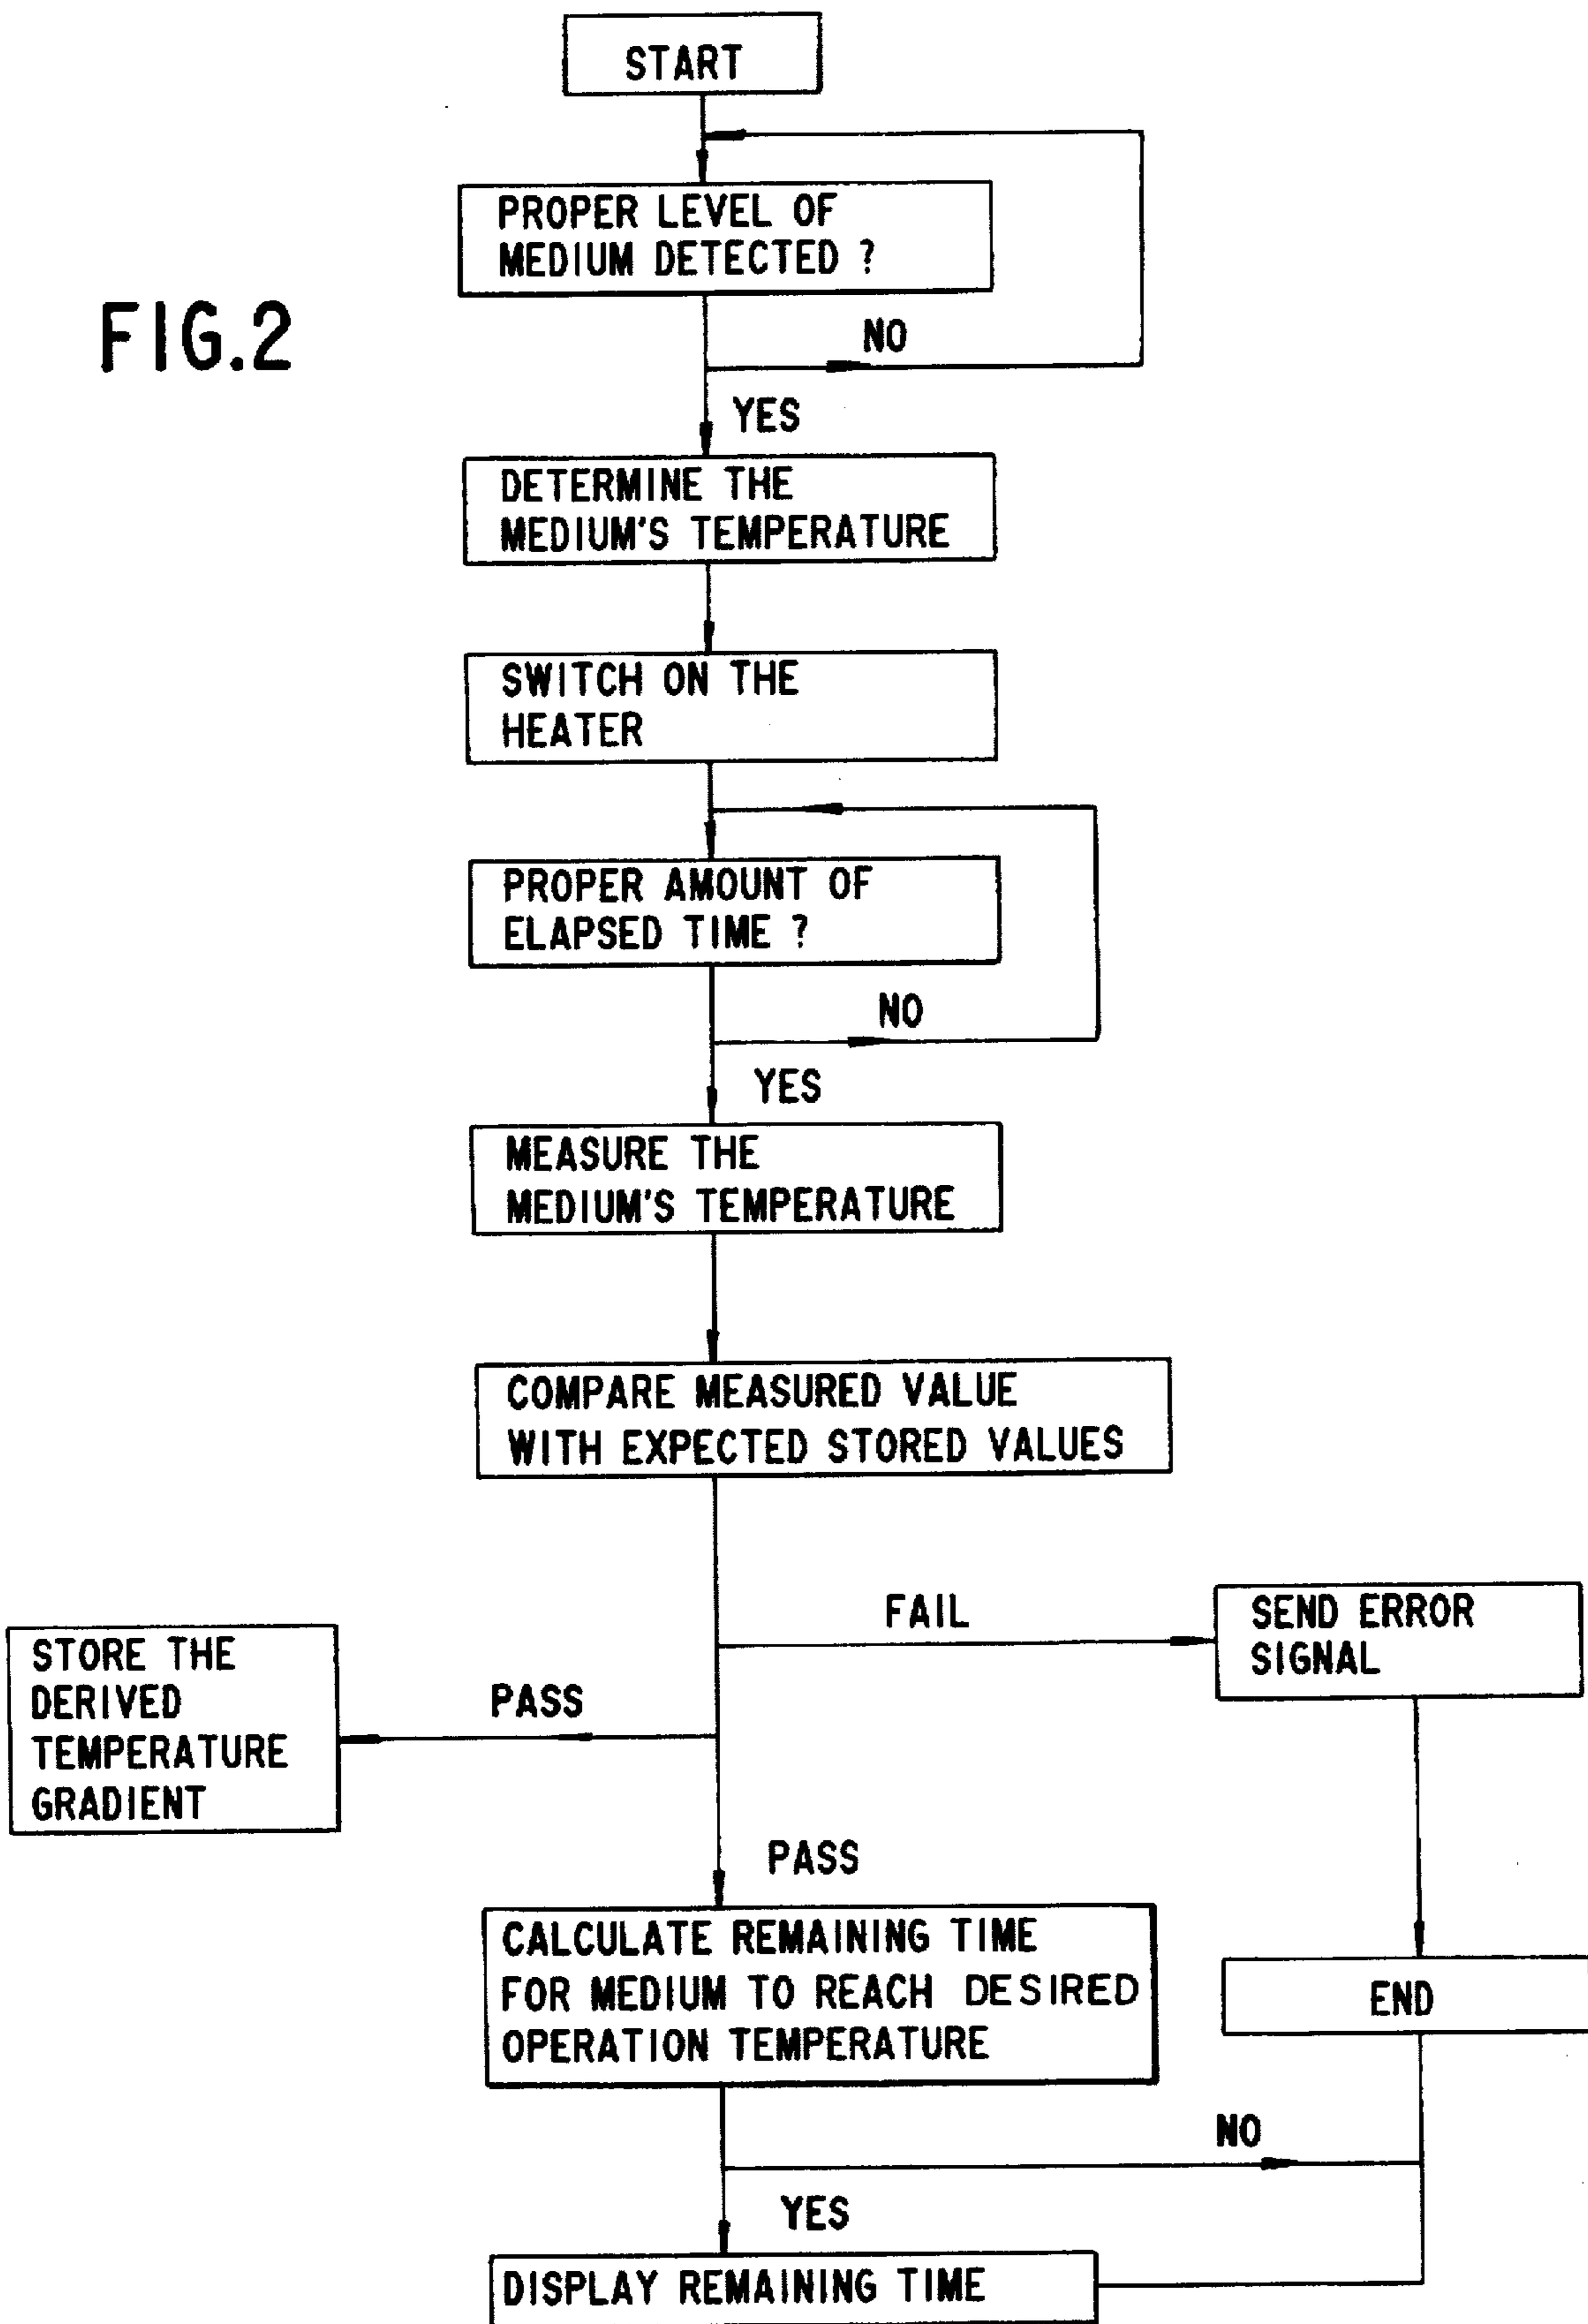 START
PROPER LEVEL OF
MEDIUM DETECTED ?
FIG.2
NO
YES
DETERMINE THE
MEDIUM'S TEMPERATURE
SWITCH ON THE
HEATER
PROPER AMOUNT OF
ELAPSED TIME ?
NO
YES
MEASURE THE
MEDIUM'S TEMPERATURE
COMPARE MEASURED VALUE
WITH EXPECTED STORED VALUES
FAIL
SEND ERROR
SIGNAL
STORE THE
DERIVED
TEMPERATURE
GRADIENT
PASS
PASS
CALCULATE REMAINING TIME
FOR MEDIUM TO REACH DESIRED
OPERATION TEMPERATURE
END
NO
YES
DISPLAY REMAINING TIME